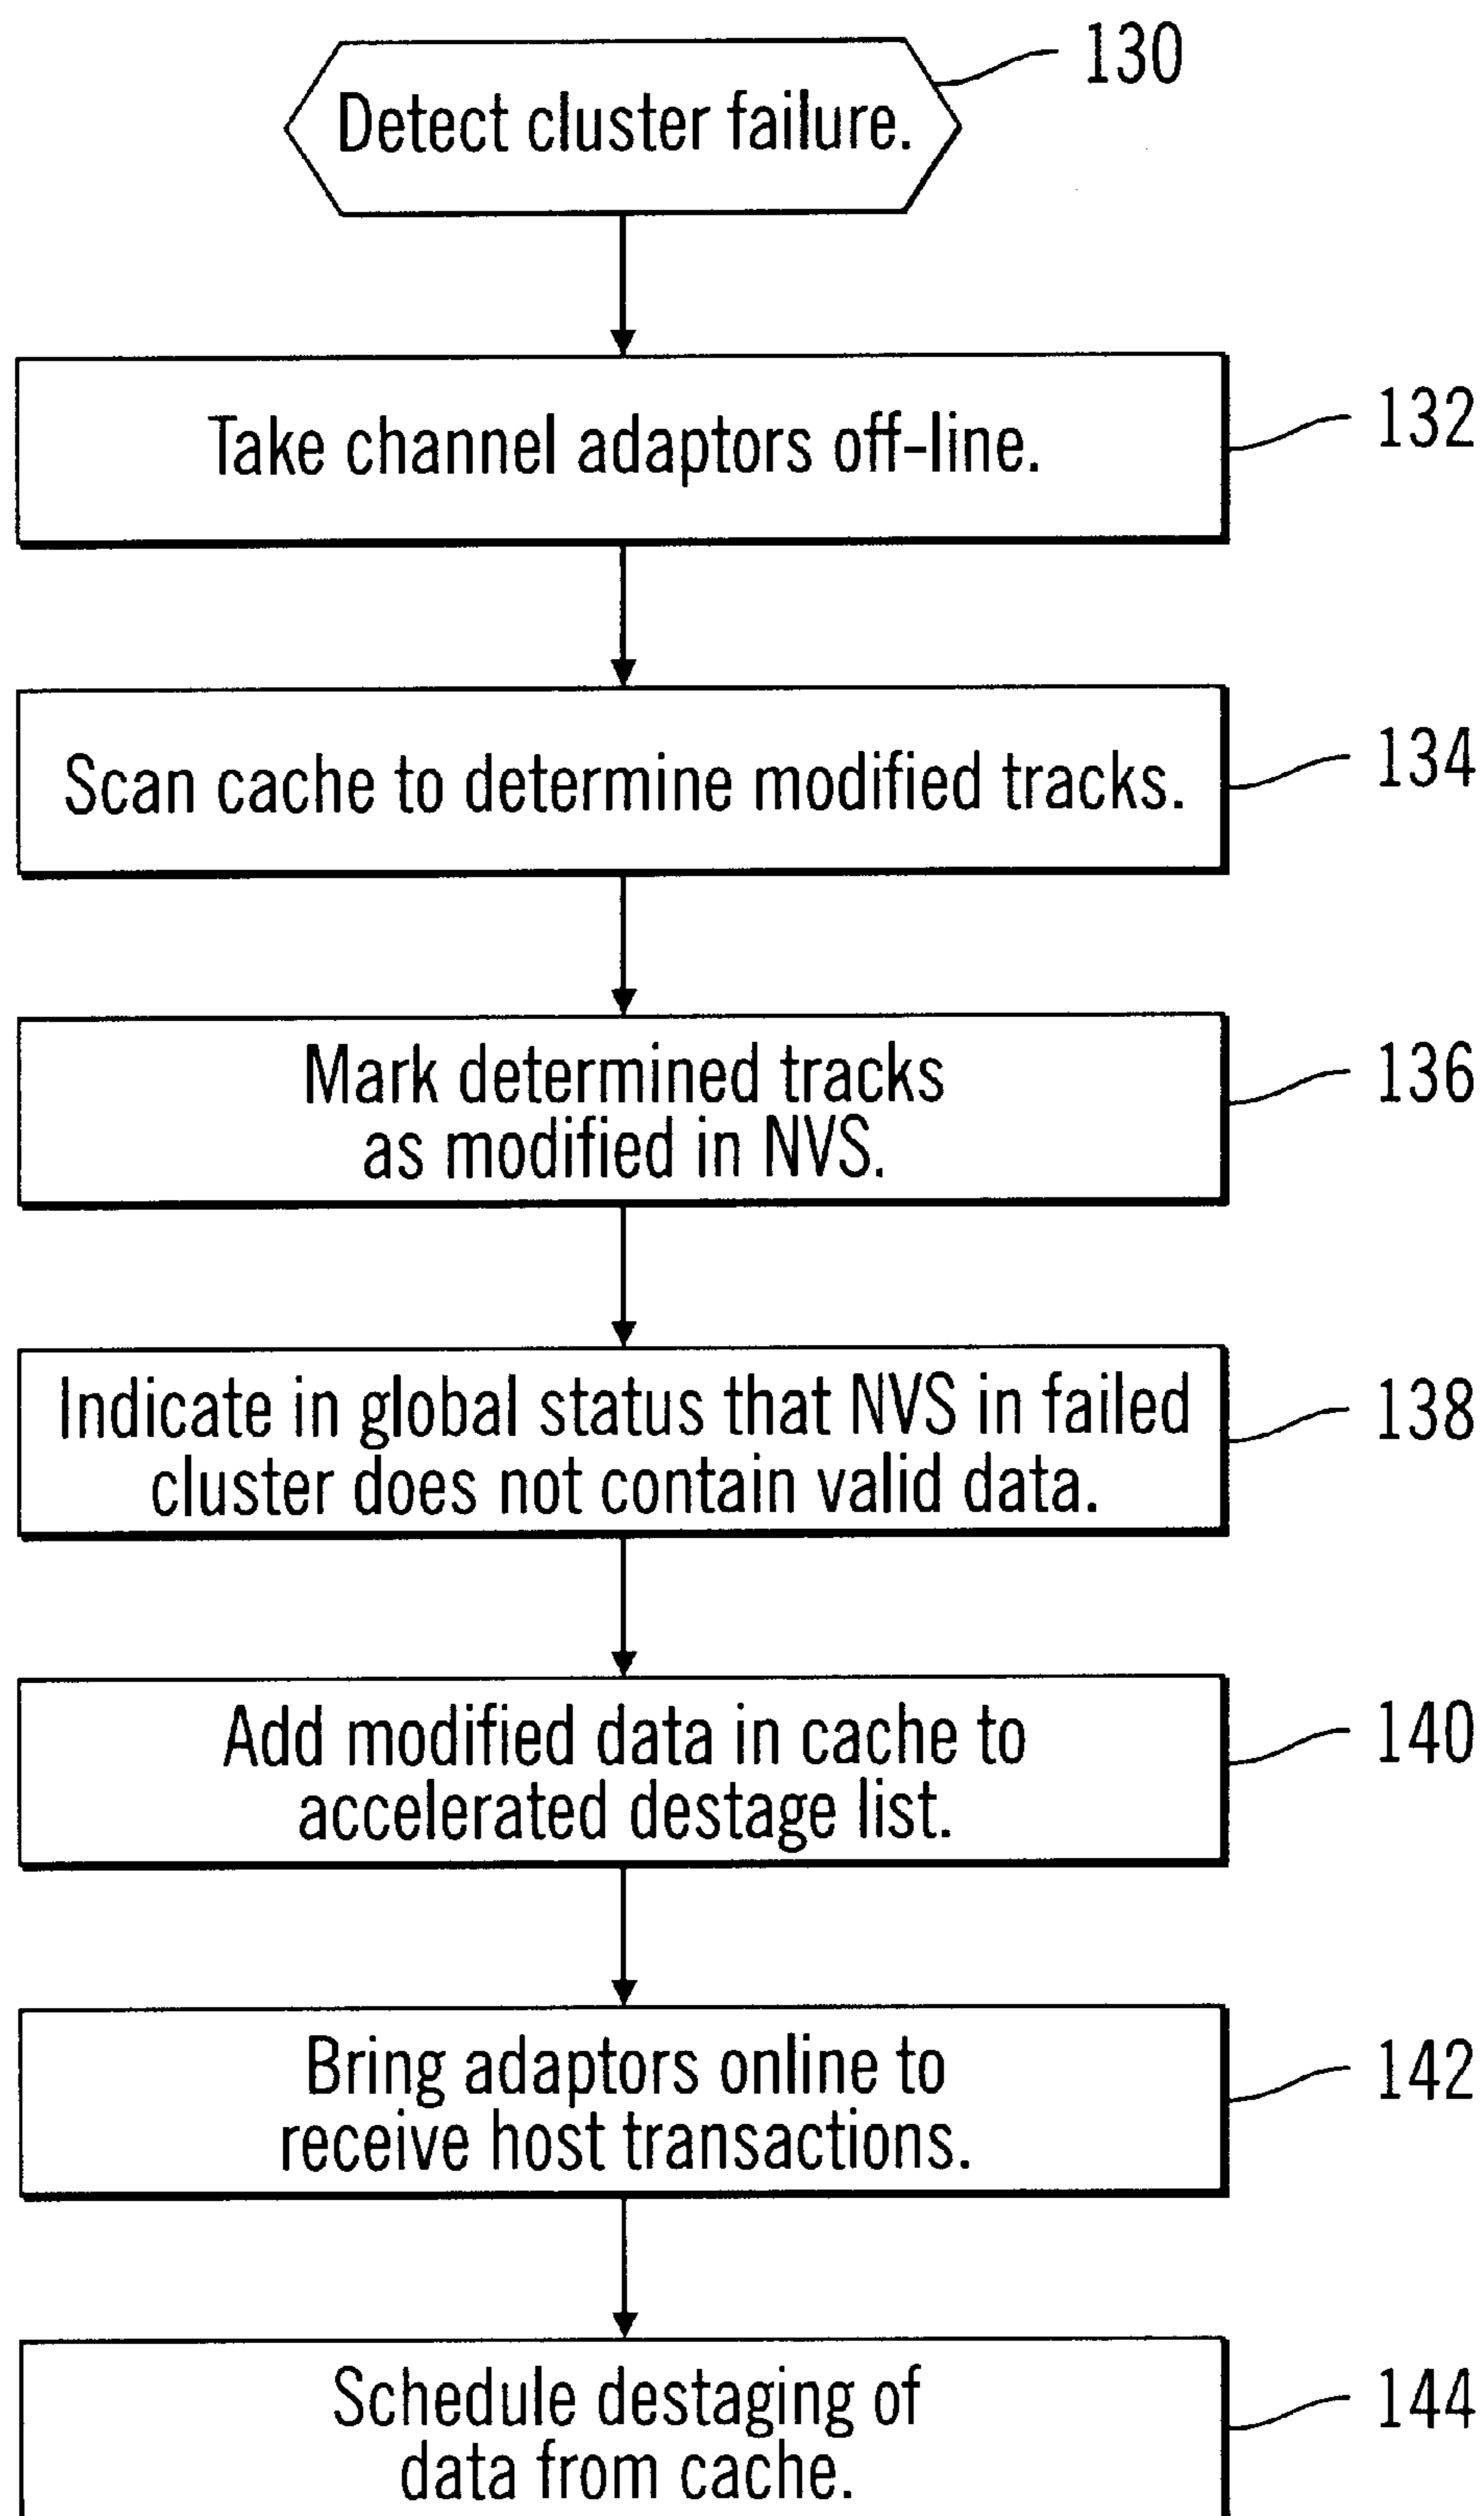 130
Detect cluster failure.
132
Take channel adaptors off-line.
134
Scan cache to determine modified tracks.
136
Mark determined tracks
as modified in NVS.
138
Indicate in global status that NVS in failed
cluster does not contain valid data.
140
Add modified data in cache to
accelerated destage list.
142
Bring adaptors online to
receive host transactions.
144
Schedule destaging of
data from cache.